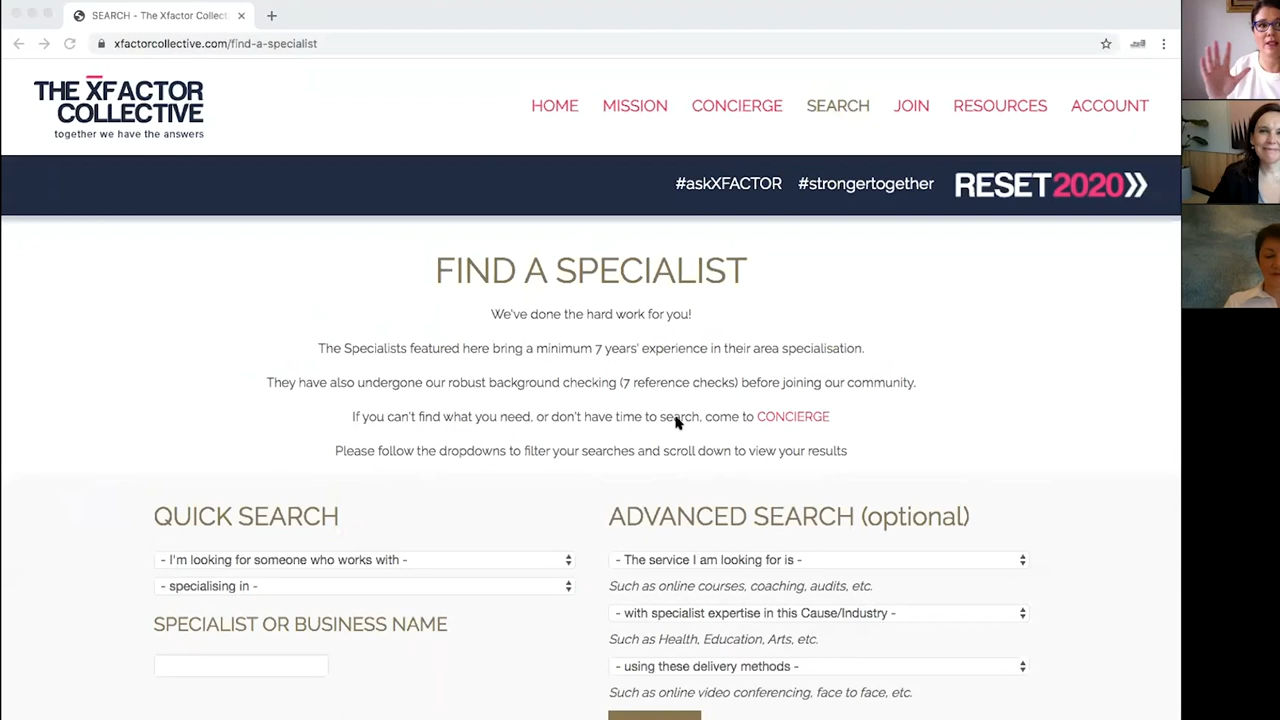 SEARCH - The Xfactor Collect
xfactorcollective.com/find-a-specialist
THE XFACTOR
COLLECTIVE
together we have the answers
HOME MISSION CONCIERGE SEARCH JOIN RESOURCES ACCOUNT
#askXFACTOR #strongertogether RESET2020
FIND A SPECIALIST
We've done the hard work for you!
The Specialists featured here bring a minimum 7 years' experience in their area specialisation.
They have also undergone our robust background checking (7 reference checks) before joining our community.
If you can't find what you need, or don't have time to search, come to CONCIERGE
Please follow the dropdowns to filter your searches and scroll down to view your results
QUICK SEARCH
- I'm looking for someone who works with -
- specialising in -
SPECIALIST OR BUSINESS NAME
ADVANCED SEARCH (optional)
- The service I am looking for is -
Such as online courses, coaching, audits, etc.
- with specialist expertise in this Cause/Industry -
Such as Health, Education, Arts, etc.
- using these delivery methods -
Such as online video conferencing, face to face, etc.